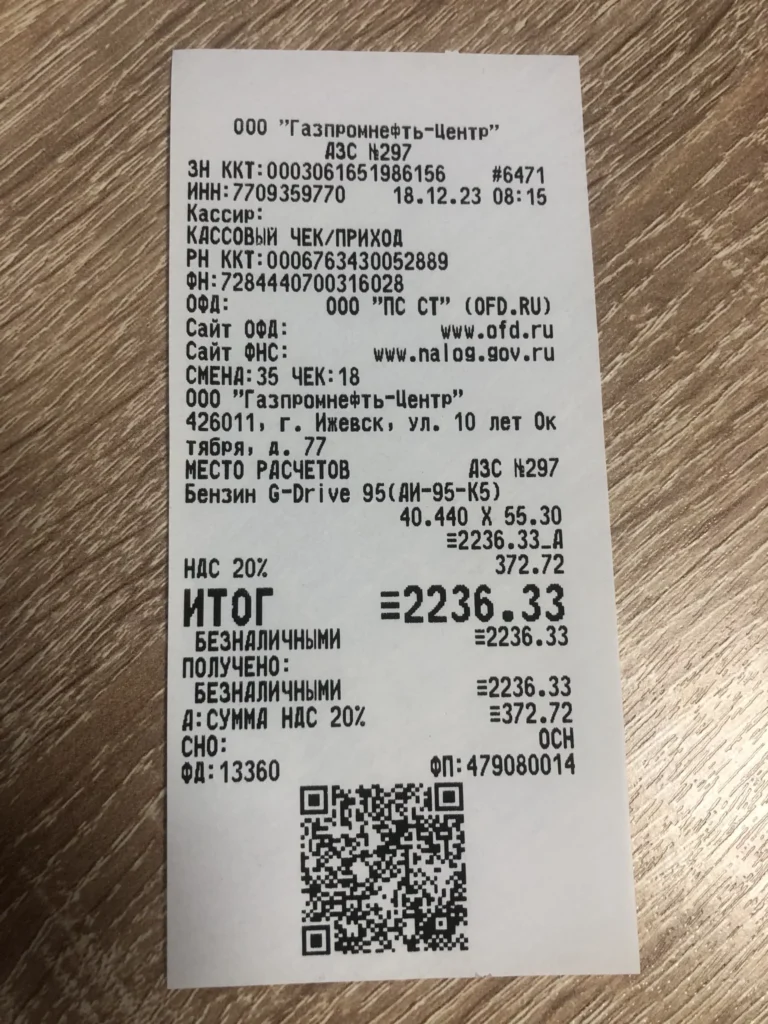 ООО "Газпромнефть-Центр"
АЗС №297
ЗН ККТ:0003061651986156 #6471
ИНН:7709359770 18.12.23 08:15
Кассир:
КАССОВЫЙ ЧЕК/ПРИХОД
РН ККТ:0006763430052889
ФН:7284440700316028
ОФД: ООО "ПС СТ" (OFD.RU)
Сайт ОФД: www.ofd.ru
Сайт ФНС: www.nalog.gov.ru
СМЕНА:35 ЧЕК:18
ООО "Газпромнефть-Центр"
426011, г. Ижевск, ул. 10 лет Ок
тября, д. 77
МЕСТО РАСЧЕТОВ АЗС №297
Бензин G-Drive 95(АИ-95-К5)
40.440 X 55.30
≡2236.33_А
НДС 20% 372.72
ИТОГ ≡2236.33
БЕЗНАЛИЧНЫМИ ≡2236.33
ПОЛУЧЕНО:
БЕЗНАЛИЧНЫМИ ≡2236.33
А:СУММА НДС 20% ≡372.72
СНО: ОСН
ФД:13360 ФП:479080014